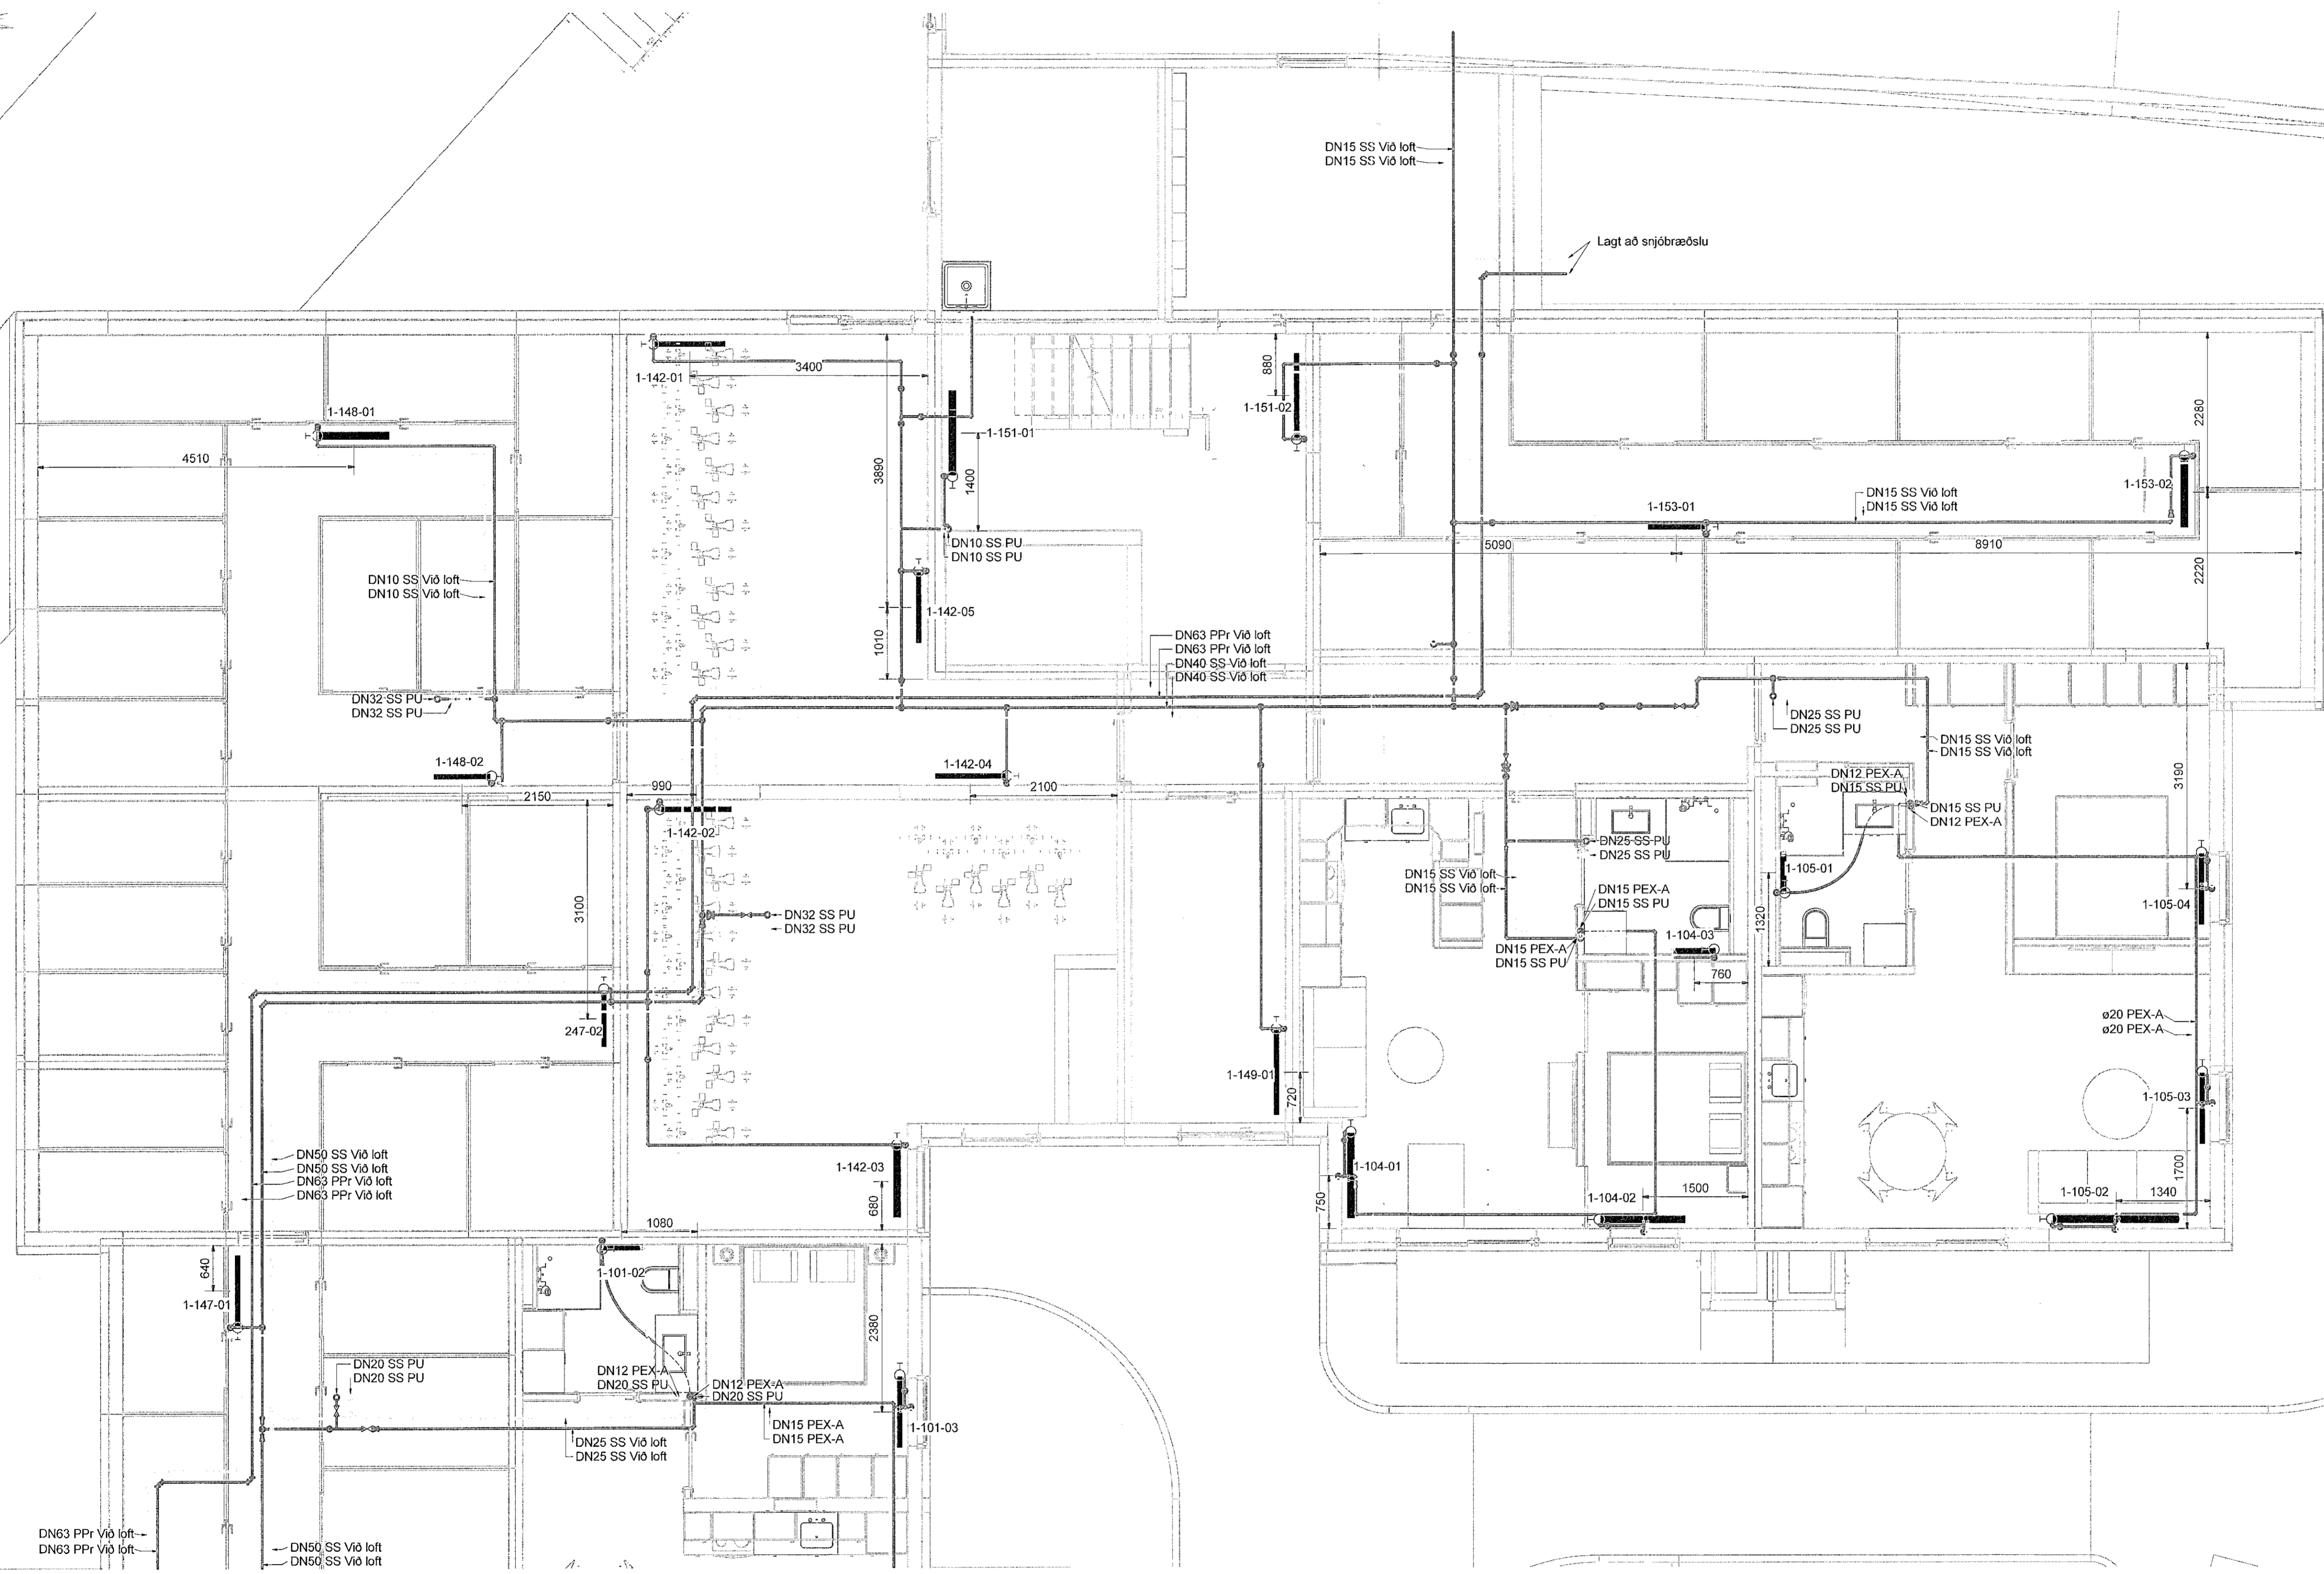 DN15 SS Við loft
DN15 SS Við loft
Lagt að snjóbræðslu
3400
1-142-01
880
1-151-02
1-148-01
4510
1-151-01
3890
1400
2280
1-153-02
DN15 SS Við loft
DN15 SS Við loft
1-153-01
5090
8910
DN10 SS PU
DN10 SS PU
DN10 SS Við loft
DN10 SS Við loft
1-142-05
1010
2220
DN63 PPr Við loft
DN63 PPr Við loft
DN40 SS Við loft
DN40 SS Við loft
DN32 SS PU
DN32 SS PU
DN25 SS PU
DN25 SS PU
DN15 SS Við loft
DN15 SS Við loft
1-148-02
1-142-04
2150
990
2100
3190
DN12 PEX-A
DN15 SS PU
DN15 SS PU
DN12 PEX-A
1-142-02
DN25 SS PU
DN25 SS PU
DN15 SS Við loft
DN15 SS Við loft
1-105-01
DN15 PEX-A
DN15 SS PU
1-105-04
3100
DN32 SS PU
DN32 SS PU
1320
1-104-03
DN15 PEX-A
DN15 SS PU
760
247-02
ø20 PEX-A
ø20 PEX-A
1-149-01
720
1-105-03
DN50 SS Við loft
DN50 SS Við loft
DN63 PPr Við loft
DN63 PPr Við loft
1-142-03
680
1-104-01
750
1-104-02
1500
1-105-02
1340
1700
1080
640
1-147-01
1-101-02
2380
DN20 SS PU
DN20 SS PU
DN12 PEX-A
DN20 SS PU
DN12 PEX-A
DN20 SS PU
DN15 PEX-A
DN15 PEX-A
1-101-03
DN25 SS Við loft
DN25 SS Við loft
DN63 PPr Við loft
DN63 PPr Við loft
DN50 SS Við loft
DN50 SS Við loft